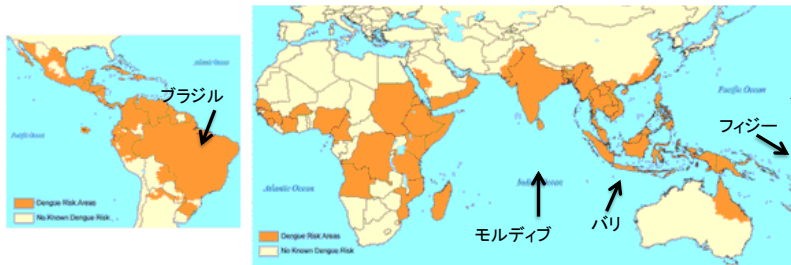 Atlantic Ocean
ブラジル
Pacific Ocean
Dengue Risk Areas
No Known Dengue Risk
Pacific Ocean
フィジー
Atlantic Ocean
Indian Ocean
モルディブ
バリ
Dengue Risk Areas
No Known Dengue Risk